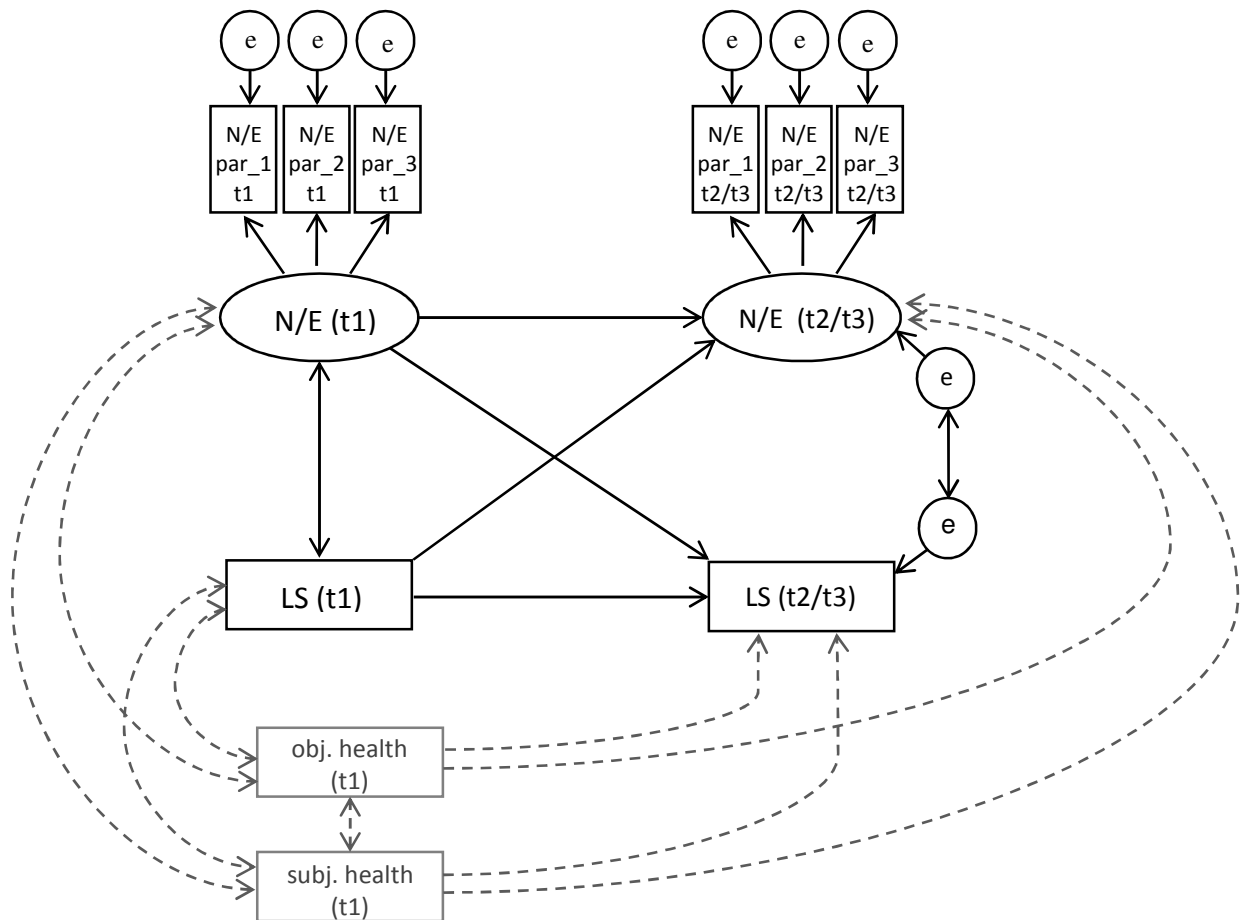 e e e e e e
N/E N/E N/E N/E N/E N/E
par_1 par_2 par_3 par_1 par_2 par_3
t1 t1 t1 t2/t3 t2/t3 t2/t3
N/E (t1) N/E (t2/t3)
e
e
LS (t1) LS (t2/t3)
obj. health
(t1)
subj. health
(t1)